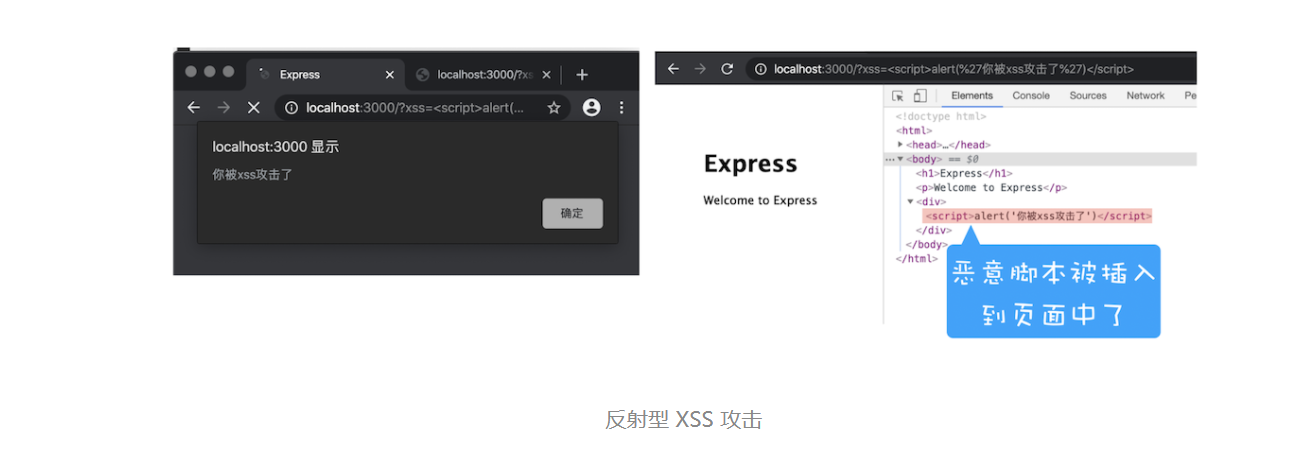 Express
localhost:3000/?x
localhost:3000/?xss=<script>alert(...
localhost:3000 显示
你被xss攻击了
确定
localhost:3000/?xss=<script>alert(%27你被xss攻击了%27)</script>
Express
Welcome to Express
Elements Console Sources Network Pe
<!doctype html>
<html>
<head>…</head>
<body> == $0
<h1>Express</h1>
<p>Welcome to Express</p>
<div>
<script>alert('你被xss攻击了')</script>
</div>
</body>
</html>
恶意脚本被插入
到页面中了
反射型 XSS 攻击